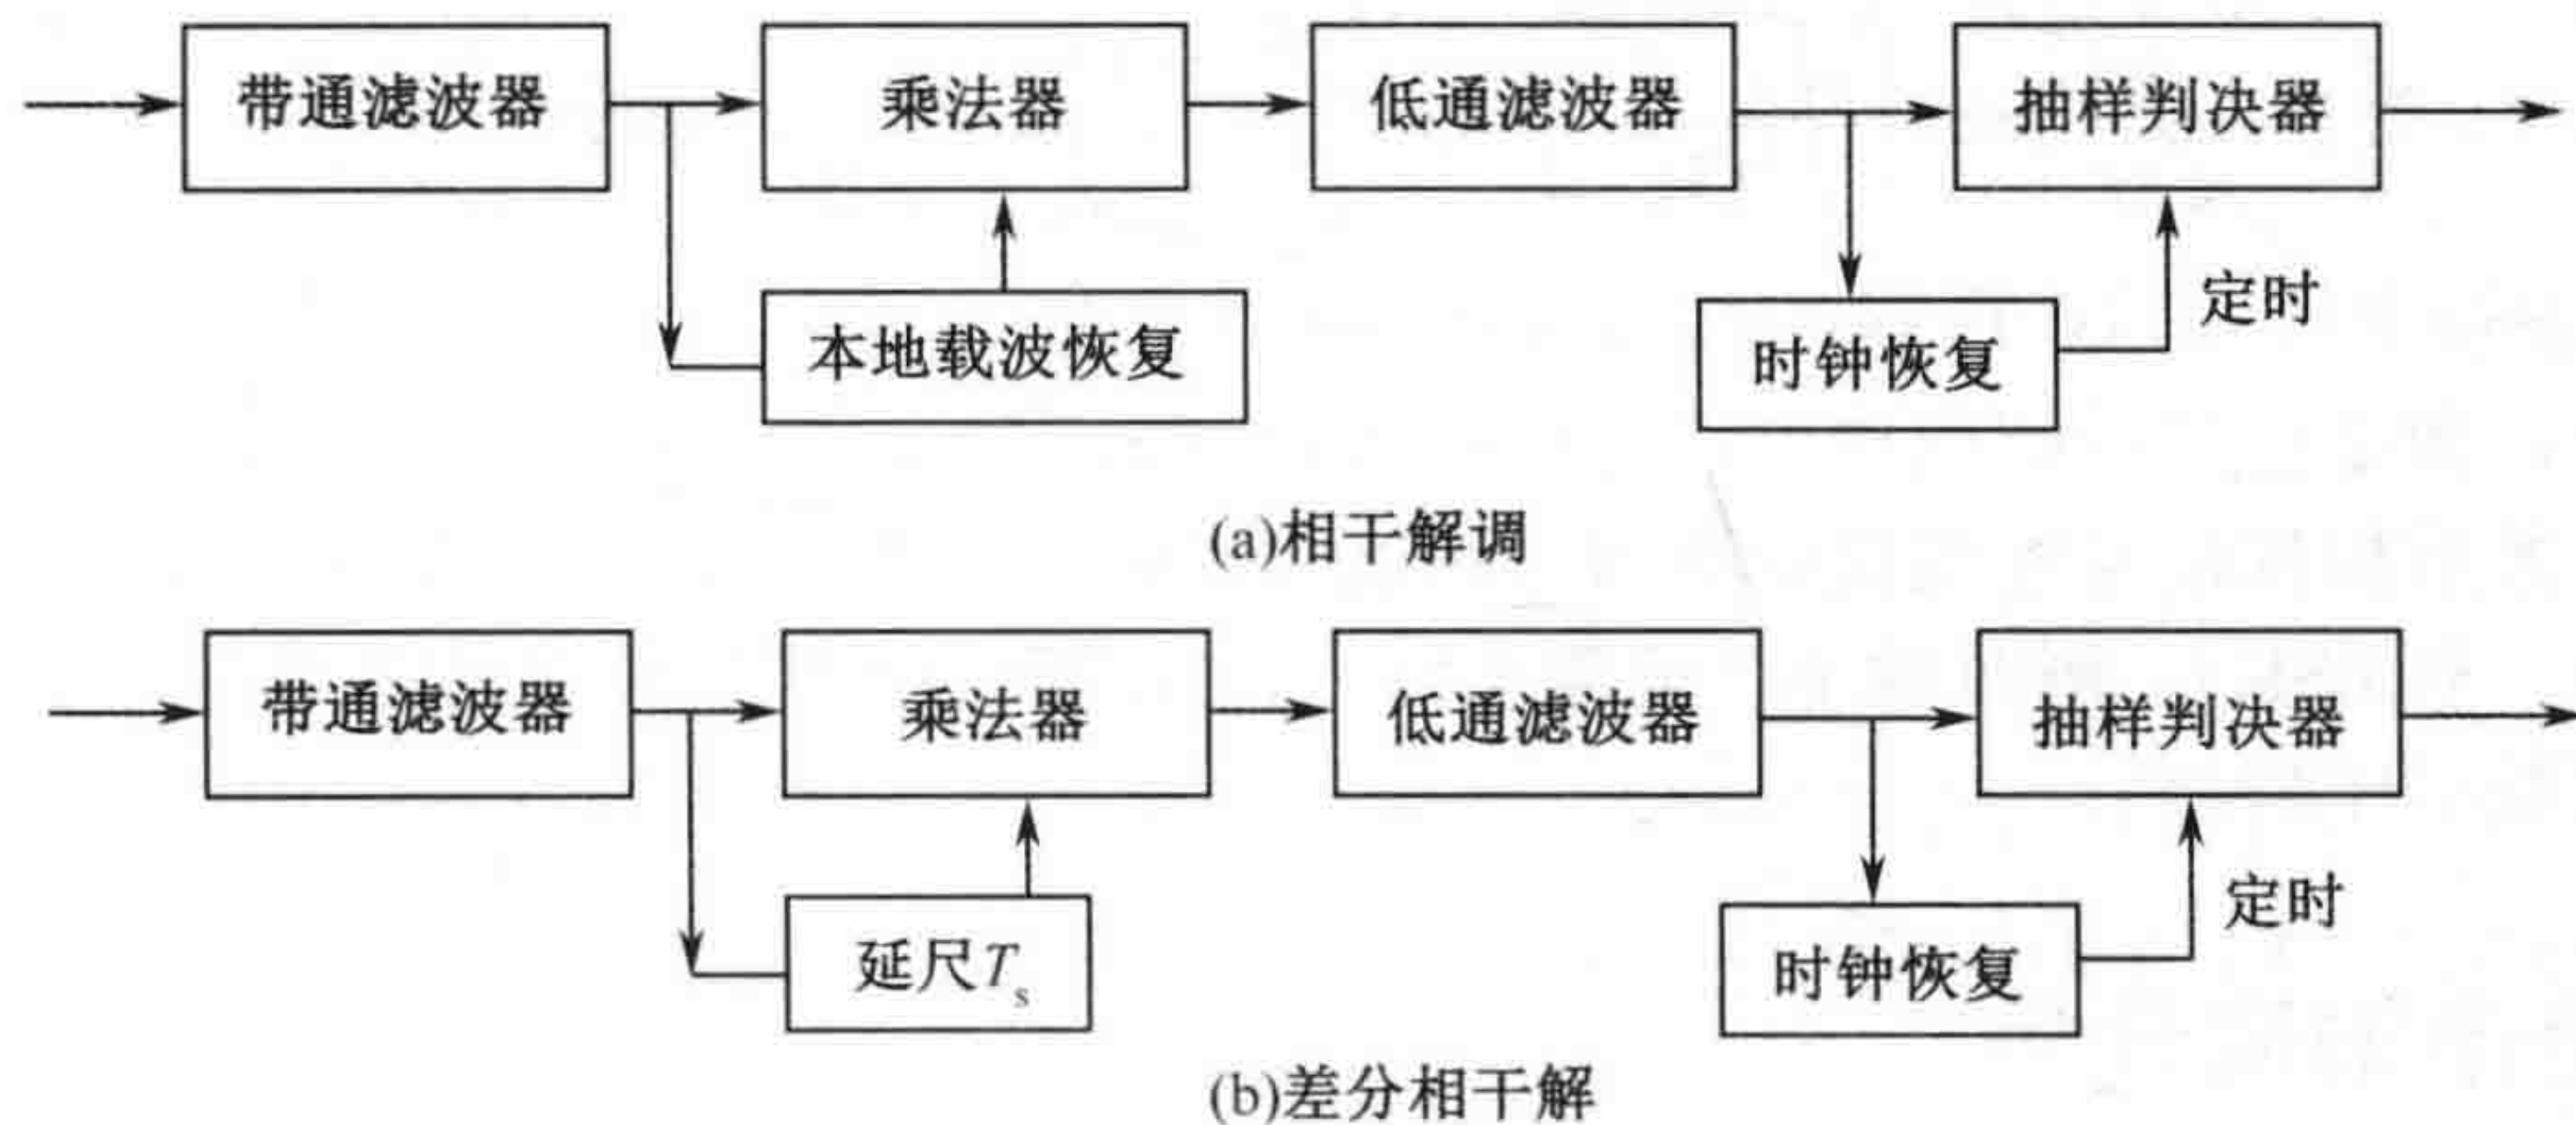 带通滤波器
乘法器
低通滤波器
抽样判决器
本地载波恢复
时钟恢复
定时
(a)相干解调
带通滤波器
乘法器
低通滤波器
抽样判决器
延尺Ts
时钟恢复
定时
(b)差分相干解